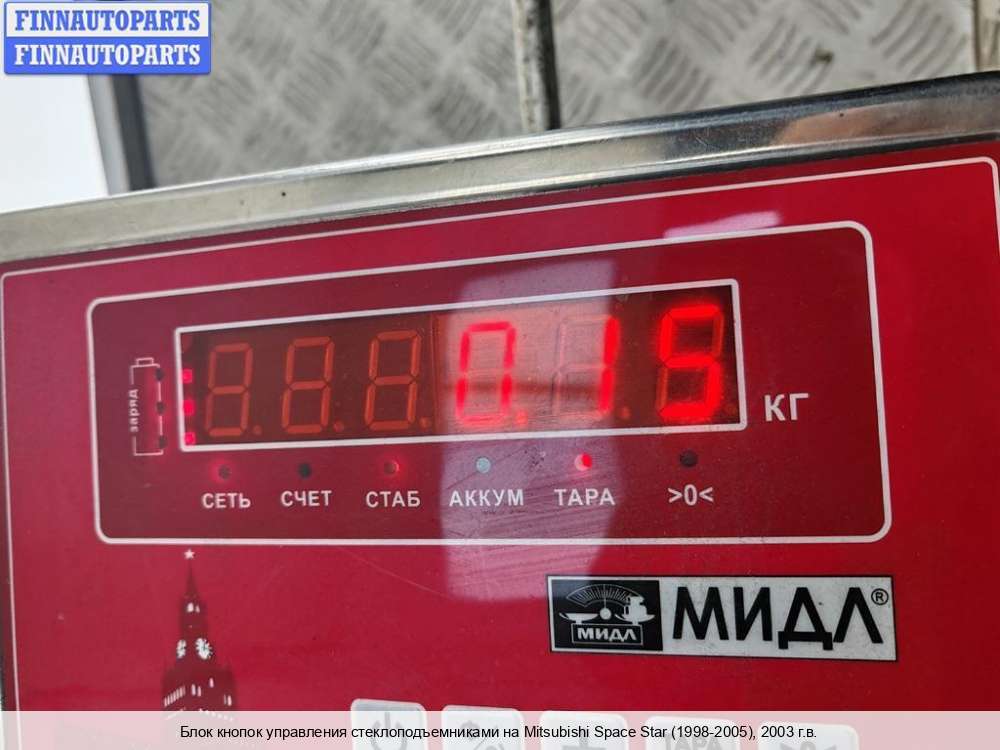 FINNAUTOPARTS
FINNAUTOPARTS
заряд
0.15
КГ
СЕТЬ СЧЕТ СТАБ АККУМ ТАРА >0<
МИДЛ
МИДЛ®
ТАРА
Блок кнопок управления стеклоподъемниками на Mitsubishi Space Star (1998-2005), 2003 г.в.